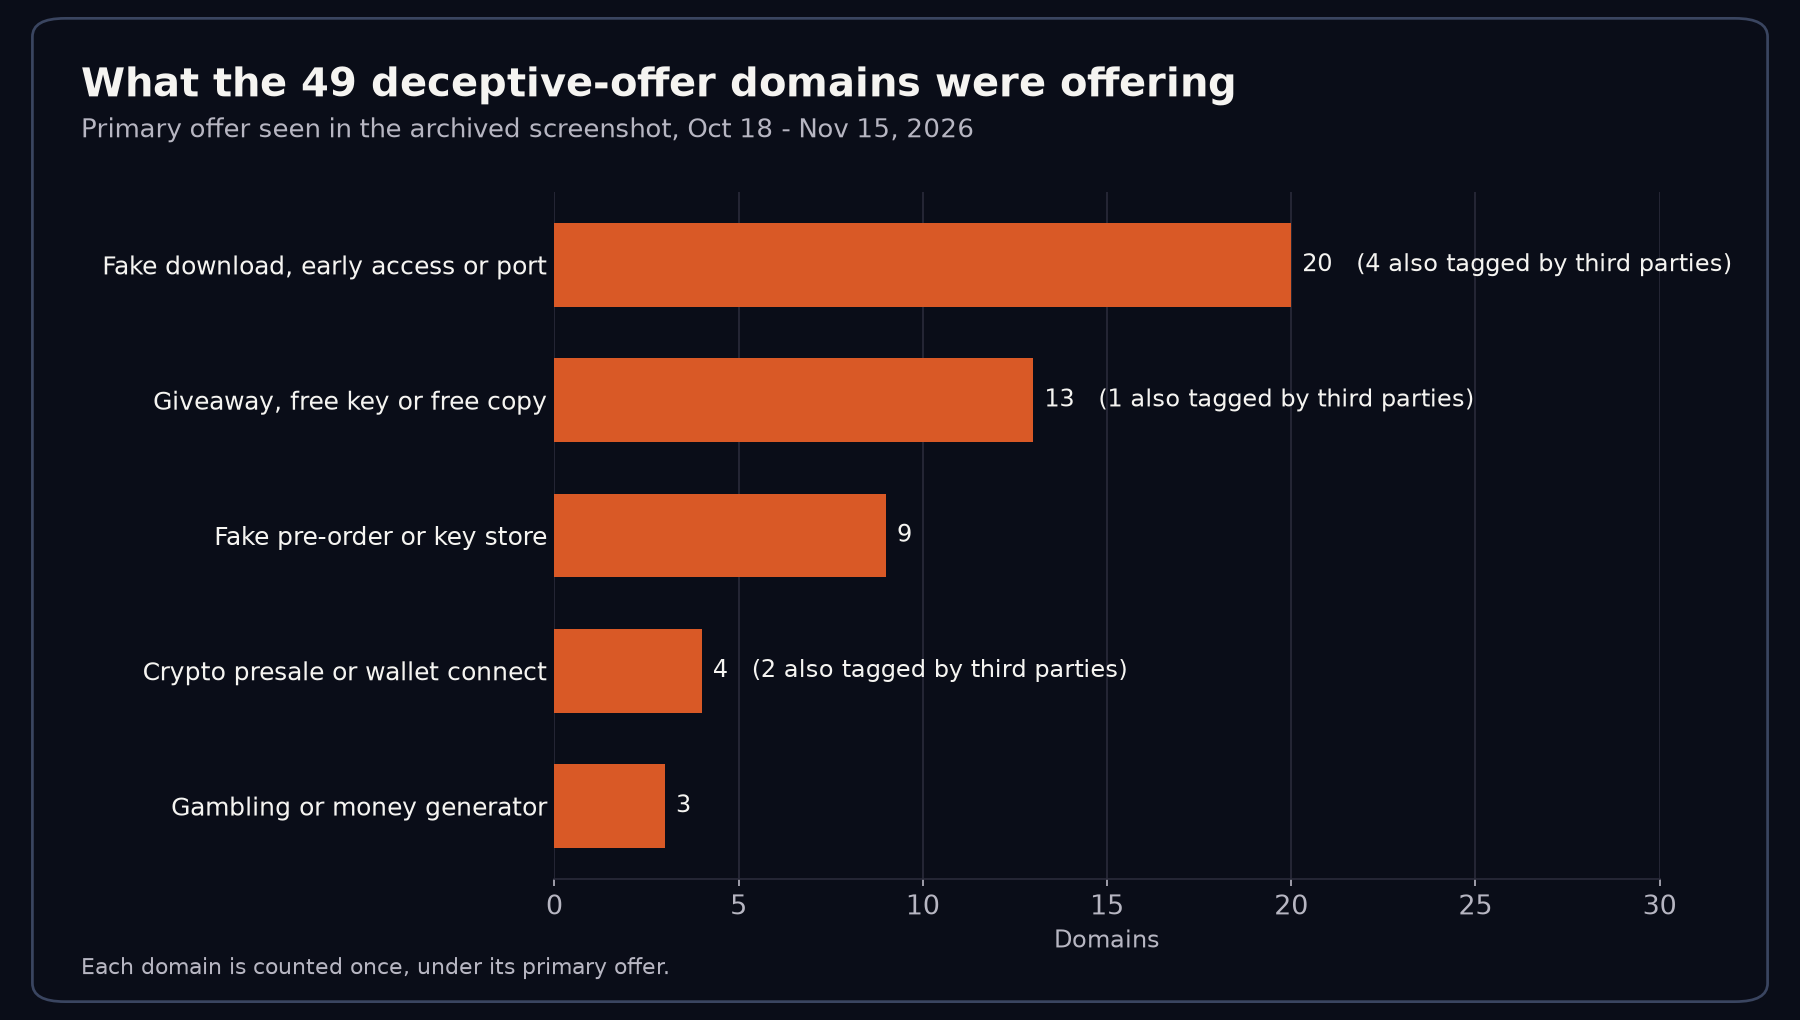 What the 49 deceptive-offer domains were offering
Primary offer seen in the archived screenshot, Oct 18 - Nov 15, 2026
Fake download, early access or port
20 (4 also tagged by third parties)
Giveaway, free key or free copy
13 (1 also tagged by third parties)
Fake pre-order or key store
9
Crypto presale or wallet connect
4 (2 also tagged by third parties)
Gambling or money generator
3
0 5 10 15 20 25 30
Domains
Each domain is counted once, under its primary offer.